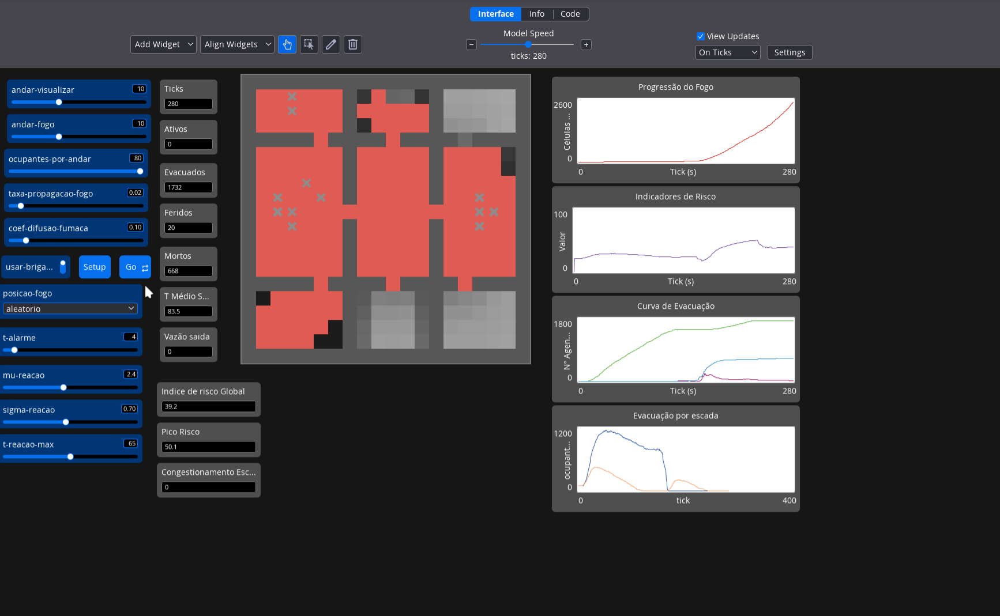 Interface
Info
Code
Add Widget
Align Widgets
Model Speed
ticks: 280
View Updates
On Ticks
Settings
andar-visualizar 10
andar-fogo 10
ocupantes-por-andar 80
taxa-propagacao-fogo 0.02
coef-difusao-fumaca 0.10
usar-briga...
Setup
Go
posicao-fogo
aleatorio
t-alarme 4
mu-reacao 2.4
sigma-reacao 0.70
t-reacao-max 65
Ticks
280
Ativos
0
Evacuados
1732
Feridos
20
Mortos
668
T Médio S...
83.5
Vazão saida
0
Indice de risco Global
39.2
Pico Risco
50.1
Congestionamento Esc...
0
Progressão do Fogo
2600
Células ...
0
0 Tick (s) 280
Indicadores de Risco
100
Valor
0
0 Tick (s) 280
Curva de Evacuação
1800
N° Agen...
0
0 Tick (s) 280
Evacuação por escada
1200
ocupant...
0
0 tick 400